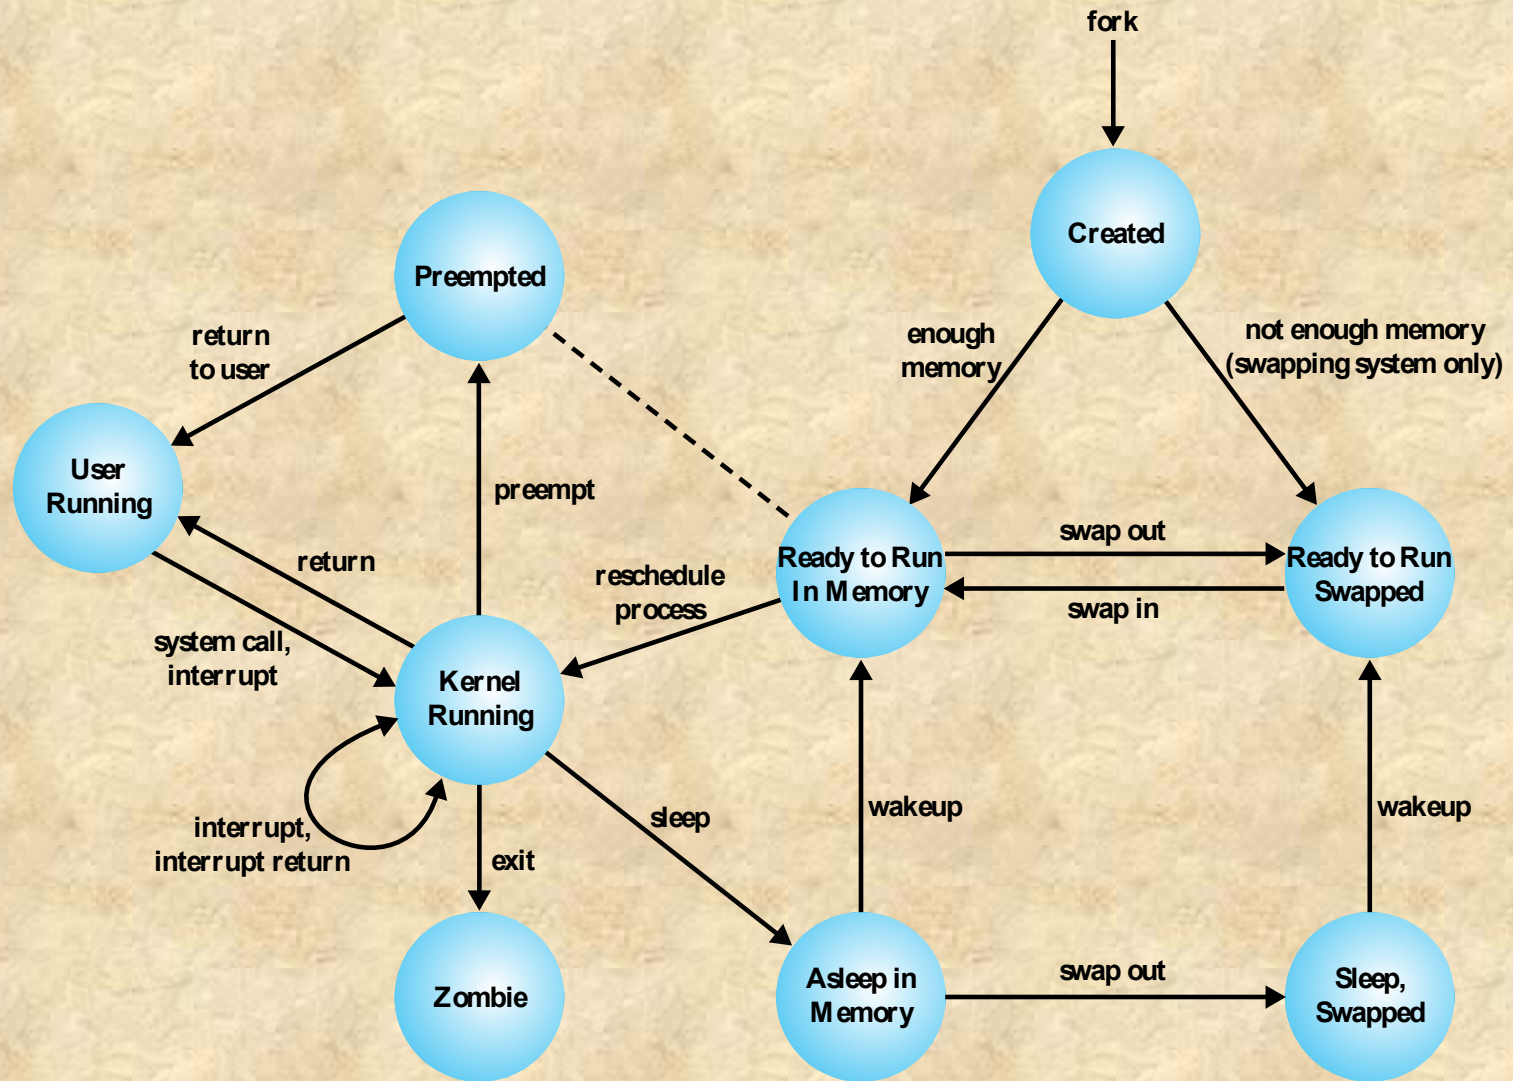 fork
Created
Preempted
return
to user
enough
memory
not enough memory
(swapping system only)
User
Running
preempt
return
reschedule
process
Ready to Run
In Memory
swap out
swap in
Ready to Run
Swapped
system call,
interrupt
Kernel
Running
interrupt,
interrupt return
exit
sleep
wakeup
wakeup
Zombie
Asleep in
Memory
swap out
Sleep,
Swapped